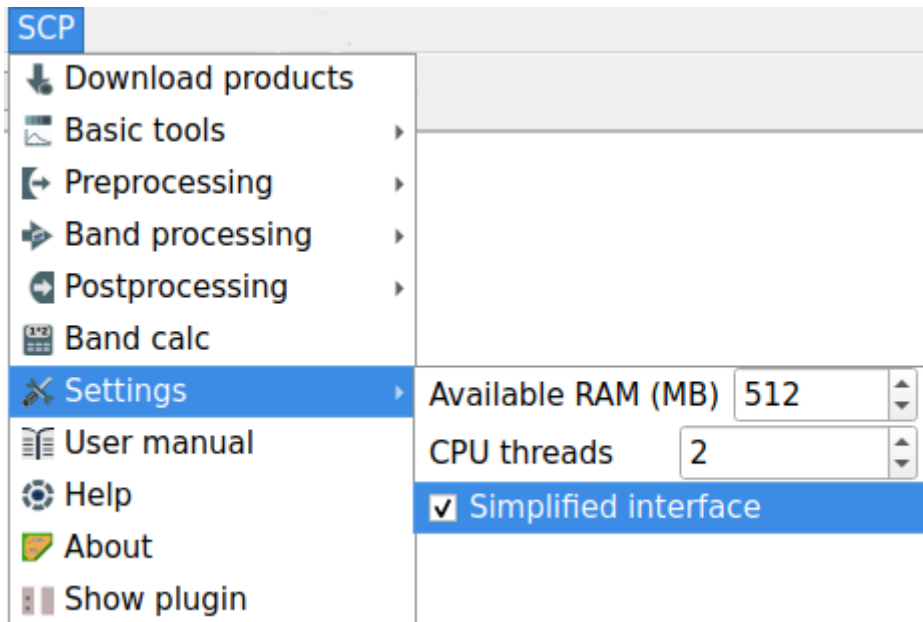 SCP
Download products
Basic tools
Preprocessing
Band processing
Postprocessing
Band calc
Settings
Available RAM (MB) 512
CPU threads 2
Simplified interface
User manual
Help
About
Show plugin